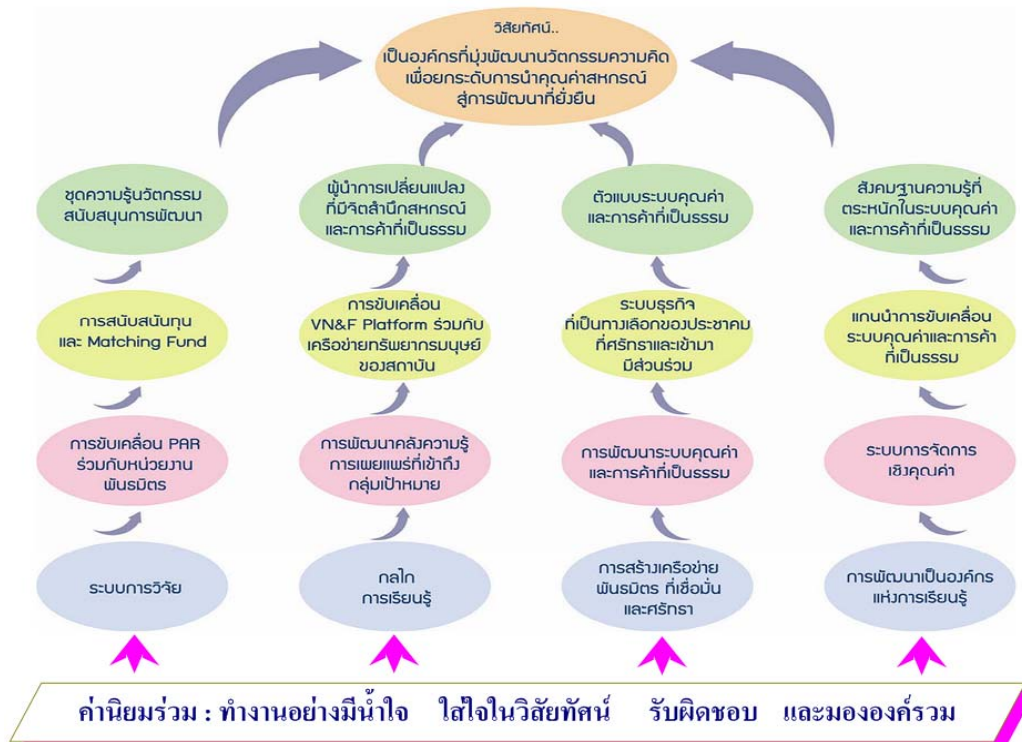 วิสัยทัศน์..
เป็นองค์กรที่มุ่งพัฒนานวัตกรรมความคิด
เพื่อยกระดับการนำคุณค่าสหกรณ์
สู่การพัฒนาที่ยั่งยืน
ชุดความรู้นวัตกรรม
สนับสนุนการพัฒนา
ผู้นำการเปลี่ยนแปลง
ที่มีจิตสำนึกสหกรณ์
และการค้าที่เป็นธรรม
ตัวแบบระบบคุณค่า
และการค้าที่เป็นธรรม
สังคมฐานความรู้ที่
ตระหนักในระบบคุณค่า
และการค้าที่เป็นธรรม
การสนับสนันทุน
และ Matching Fund
การขับเคลื่อน
VN&F Platform ร่วมกับ
เครือข่ายทรัพยากรมนุษย์
ของสถาบัน
ระบบธุรกิจ
ที่เป็นทางเลือกของประชาคม
ที่ศรัทราและเข้ามา
มีส่วนร่วม
แกนนำการขับเคลื่อน
ระบบคุณค่าและการค้า
ที่เป็นธรรม
การขับเคลื่อน PAR
ร่วมกับหน่วยงาน
พันธมิตร
การพัฒนาคลังความรู้
การเผยแพร่ที่เข้าถึง
กลุ่มเป้าหมาย
การพัฒนาระบบคุณค่า
และการค้าที่เป็นธรรม
ระบบการจัดการ
เชิงคุณค่า
ระบบการวิจัย
กลไก
การเรียนรู้
การสร้างเครือข่าย
พันธมิตร ที่เชื่อมั่น
และศรัทรา
การพัฒนาเป็นองค์กร
แห่งการเรียนรู้
ค่านิยมร่วม : ทำงานอย่างมีน้ำใจ ใส่ใจในวิสัยทัศน์ รับผิดชอบ และมององค์รวม